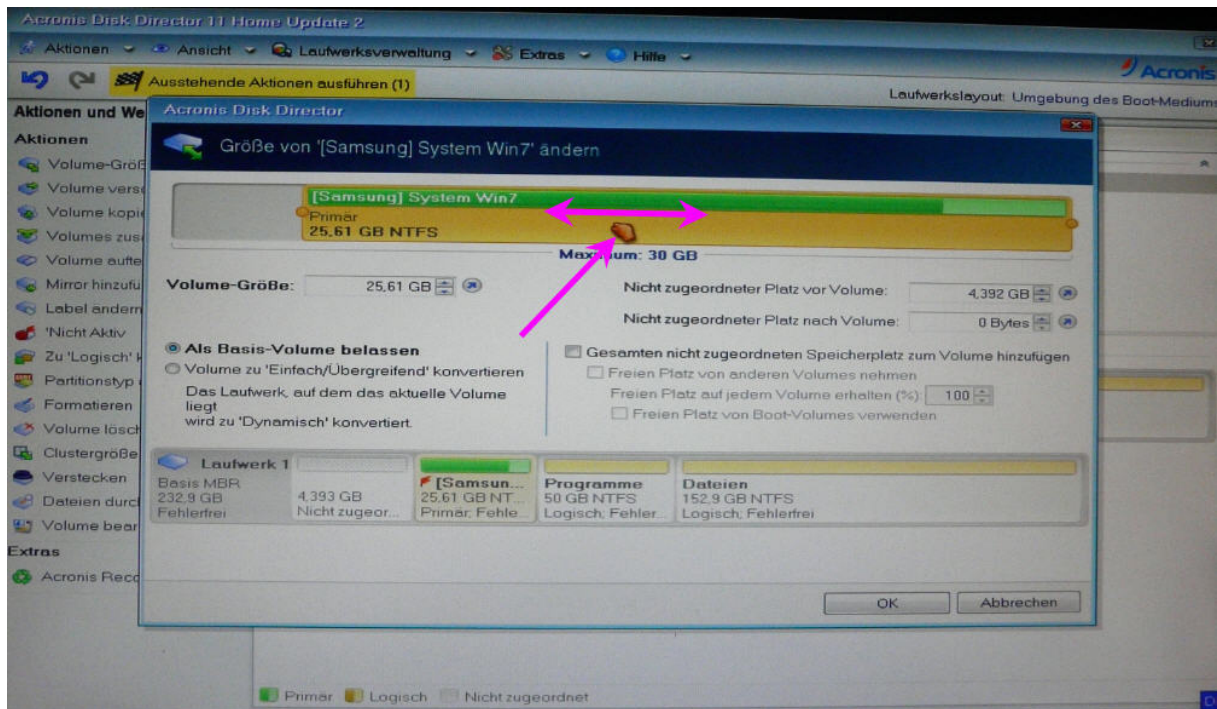 Acronis Disk Director 11 Home Update 2
Aktionen Ansicht Laufwerksverwaltung Extras Hilfe
Acronis
Ausstehende Aktionen ausführen (1)
Laufwerkslayout: Umgebung des Boot-Mediums
Aktionen und We
Aktionen
Volume-Größ
Volume vers
Volume kopi
Volumes zus
Volume aufte
Mirror hinzufü
Label ändern
'Nicht Aktiv
Zu 'Logisch' k
Partitionstyp
Formatieren
Volume lösch
Clustergröße
Verstecken
Dateien durc
Volume bear
Extras
Acronis Reco
Acronis Disk Director
Größe von '[Samsung] System Win7' ändern
[Samsung] System Win7
Primär
25,61 GB NTFS
Maximum: 30 GB
Volume-Größe: 25,61 GB
Nicht zugeordneter Platz vor Volume: 4,392 GB
Nicht zugeordneter Platz nach Volume: 0 Bytes
Als Basis-Volume belassen
Volume zu 'Einfach/Übergreifend' konvertieren
Das Laufwerk, auf dem das aktuelle Volume
liegt
wird zu 'Dynamisch' konvertiert.
Gesamten nicht zugeordneten Speicherplatz zum Volume hinzufügen
Freien Platz von anderen Volumes nehmen
Freien Platz auf jedem Volume erhalten (%): 100
Freien Platz von Boot-Volumes verwenden
Laufwerk 1
Basis MBR
232,9 GB
Fehlerfrei
4,393 GB
Nicht zugeor...
[Samsun...
25,61 GB NT...
Primär; Fehle...
Programme
50 GB NTFS
Logisch; Fehler...
Dateien
152,9 GB NTFS
Logisch; Fehlerfrei
OK Abbrechen
Primär Logisch Nicht zugeordnet
D